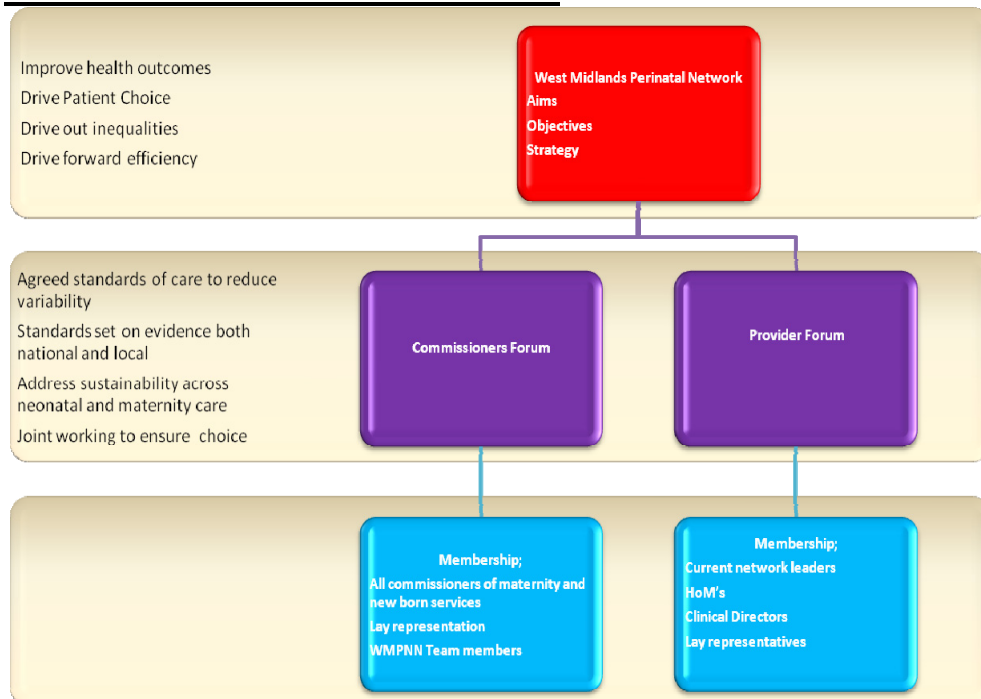 Improve health outcomes
Drive Patient Choice
Drive out inequalities
Drive forward efficiency
West Midlands Perinatal Network
Aims
Objectives
Strategy
Agreed standards of care to reduce
variability
Standards set on evidence both
national and local
Address sustainability across
neonatal and maternity care
Joint working to ensure choice
Commissioners Forum
Provider Forum
Membership;
All commissioners of maternity and
new born services
Lay representation
WMPNN Team members
Membership;
Current network leaders
HoM's
Clinical Directors
Lay representatives